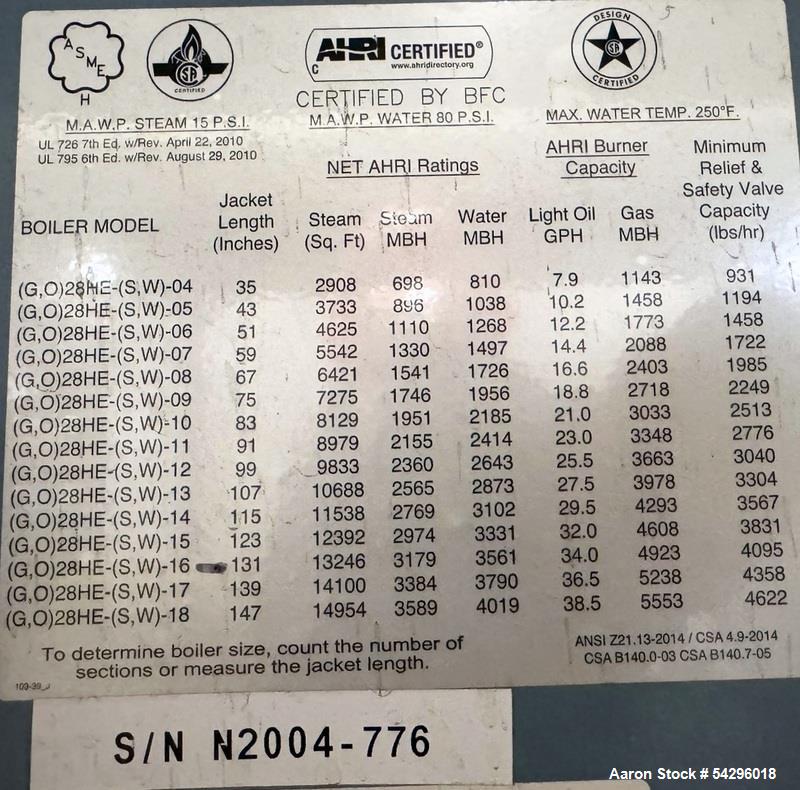 ASME
H
SA
CERTIFIED
C AHRI CERTIFIED®
www.ahridirectory.org
CERTIFIED BY BFC
DESIGN
SA
CERTIFIED
M.A.W.P. STEAM 15 P.S.I.
M.A.W.P. WATER 80 P.S.I.
MAX. WATER TEMP. 250°F.
UL 726 7th Ed. w/Rev. April 22, 2010
UL 795 6th Ed. w/Rev. August 29, 2010
NET AHRI Ratings
AHRI Burner Capacity
Minimum Relief & Safety Valve Capacity (lbs/hr)
BOILER MODEL
Jacket Length (Inches)
Steam (Sq. Ft)
Steam MBH
Water MBH
Light Oil GPH
Gas MBH
(G,O)28HE-(S,W)-04 35 2908 698 810 7.9 1143 931
(G,O)28HE-(S,W)-05 43 3733 896 1038 10.2 1458 1194
(G,O)28HE-(S,W)-06 51 4625 1110 1268 12.2 1773 1458
(G,O)28HE-(S,W)-07 59 5542 1330 1497 14.4 2088 1722
(G,O)28HE-(S,W)-08 67 6421 1541 1726 16.6 2403 1985
(G,O)28HE-(S,W)-09 75 7275 1746 1956 18.8 2718 2249
(G,O)28HE-(S,W)-10 83 8129 1951 2185 21.0 3033 2513
(G,O)28HE-(S,W)-11 91 8979 2155 2414 23.0 3348 2776
(G,O)28HE-(S,W)-12 99 9833 2360 2643 25.5 3663 3040
(G,O)28HE-(S,W)-13 107 10688 2565 2873 27.5 3978 3304
(G,O)28HE-(S,W)-14 115 11538 2769 3102 29.5 4293 3567
(G,O)28HE-(S,W)-15 123 12392 2974 3331 32.0 4608 3831
(G,O)28HE-(S,W)-16 131 13246 3179 3561 34.0 4923 4095
(G,O)28HE-(S,W)-17 139 14100 3384 3790 36.5 5238 4358
(G,O)28HE-(S,W)-18 147 14954 3589 4019 38.5 5553 4622
To determine boiler size, count the number of
sections or measure the jacket length.
ANSI Z21.13-2014 / CSA 4.9-2014
CSA B140.0-03 CSA B140.7-05
S/N N2004-776
Aaron Stock # 54296018